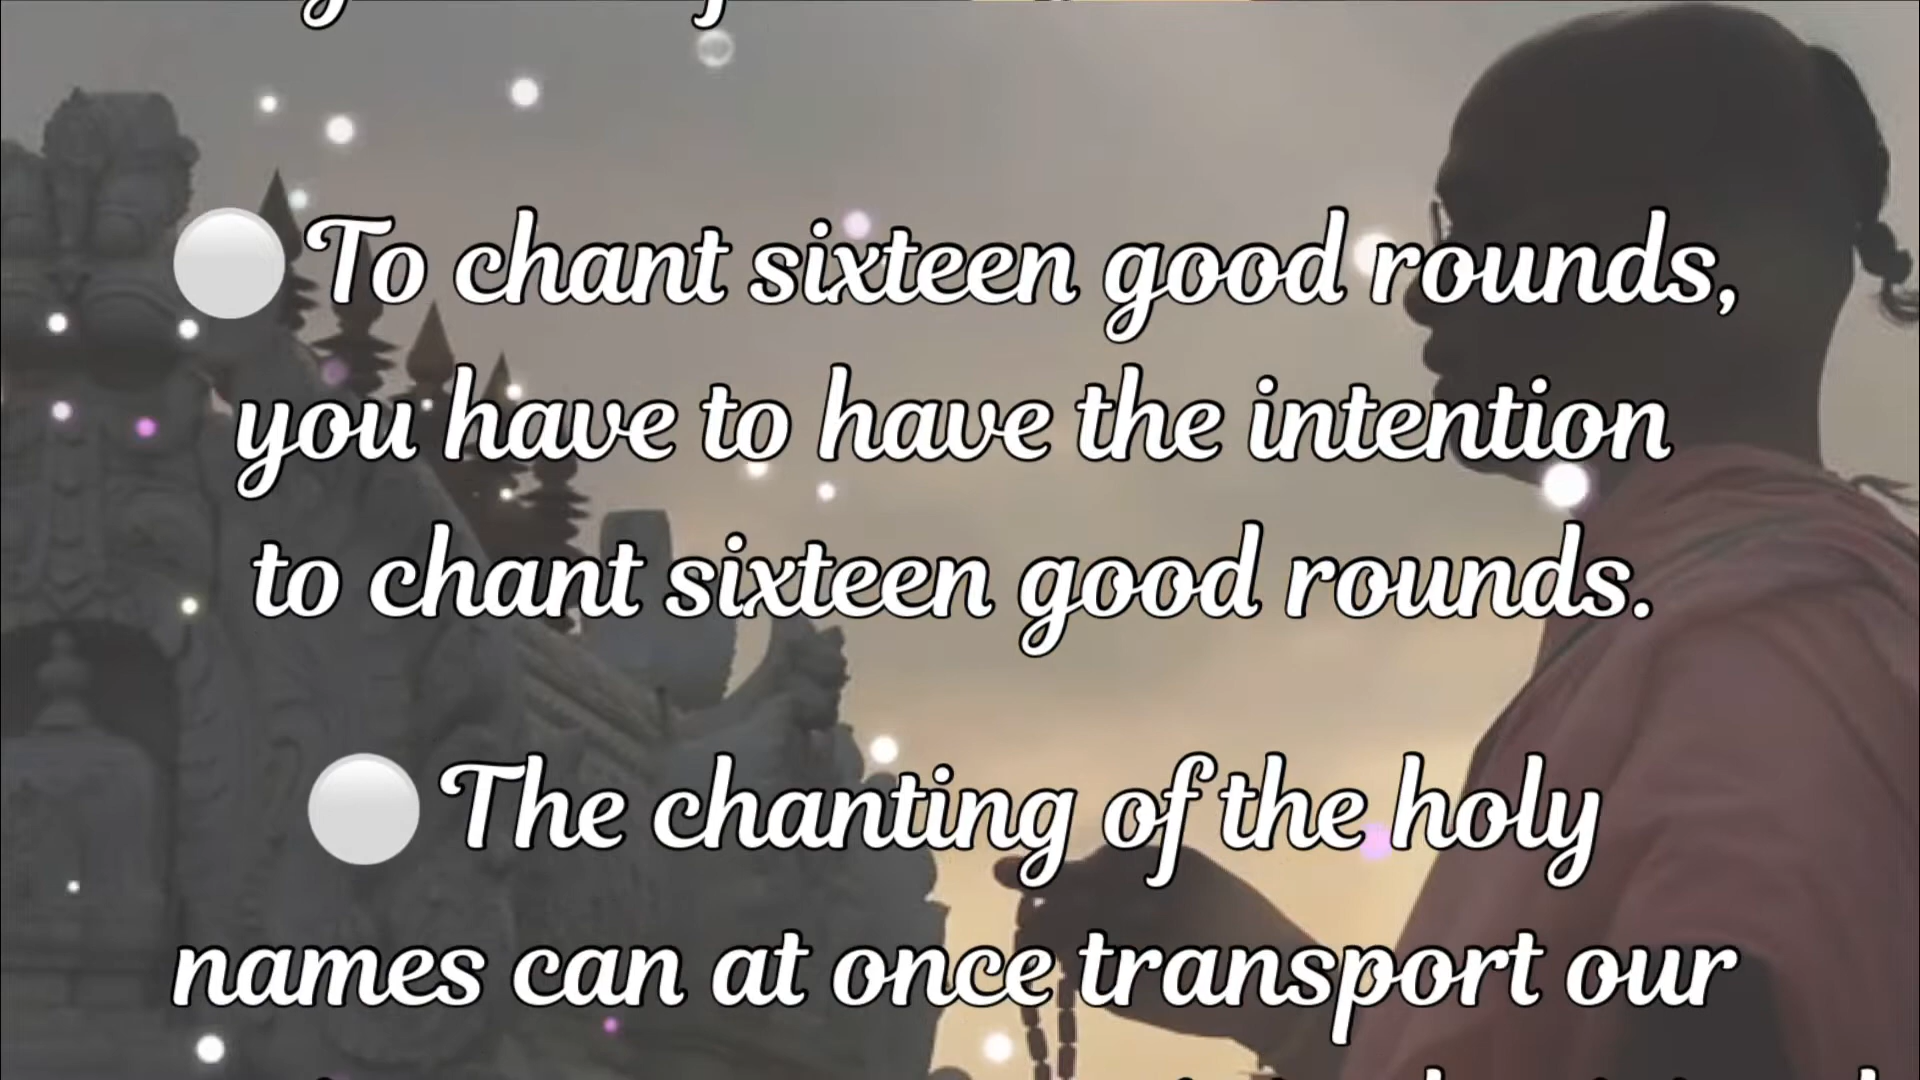 To chant sixteen good rounds,
you have to have the intention
to chant sixteen good rounds.
The chanting of the holy
names can at once transport our